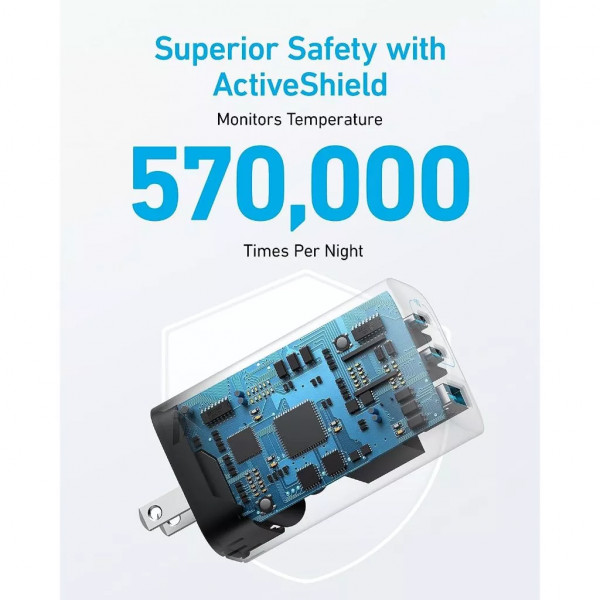 Superior Safety with
ActiveShield
Monitors Temperature
570,000
Times Per Night